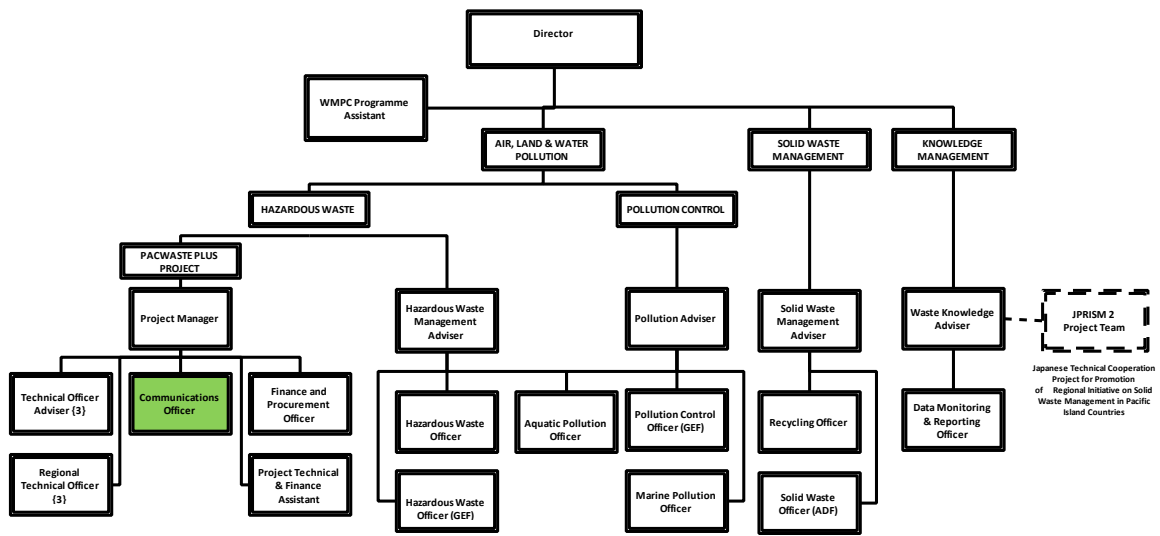 Director
WMPC Programme
Assistant
AIR, LAND & WATER
POLLUTION
SOLID WASTE
MANAGEMENT
KNOWLEDGE
MANAGEMENT
HAZARDOUS WASTE
POLLUTION CONTROL
PACWASTE PLUS
PROJECT
Project Manager
Hazardous Waste
Management
Adviser
Pollution Adviser
Solid Waste
Management
Adviser
Waste Knowledge
Adviser
JPRISM 2
Project Team
Japanese Technical Cooperation
Project for Promotion
of Regional Initiative on Solid
Waste Management in Pacific
Island Countries
Technical Officer
Adviser {3}
Communications
Officer
Finance and
Procurement
Officer
Hazardous Waste
Officer
Aquatic Pollution
Officer
Pollution Control
Officer (GEF)
Recycling Officer
Data Monitoring
& Reporting
Officer
Regional
Technical Officer
{3}
Project Technical
& Finance
Assistant
Hazardous Waste
Officer (GEF)
Marine Pollution
Officer
Solid Waste
Officer (ADF)